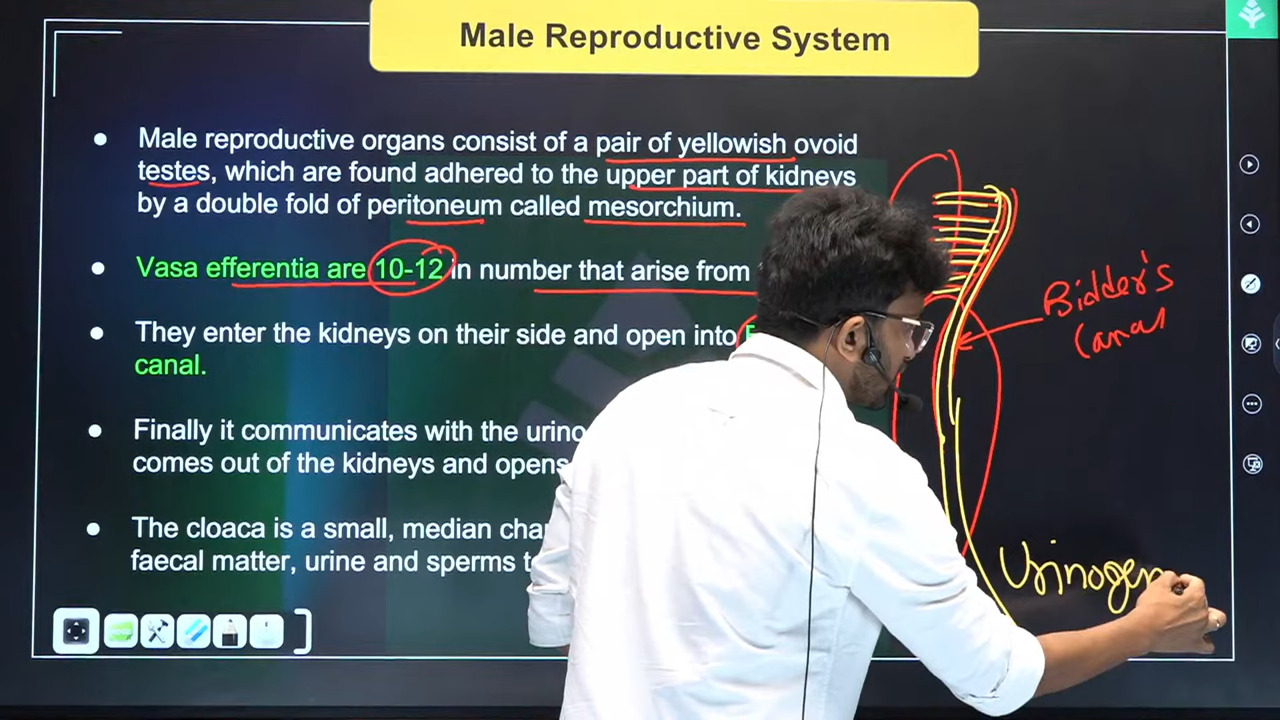 Male Reproductive System
Male reproductive organs consist of a pair of yellowish ovoid
testes, which are found adhered to the upper part of kidneys
by a double fold of peritoneum called mesorchium.
Vasa efferentia are 10-12 in number that arise from
They enter the kidneys on their side and open into
canal.
Finally it communicates with the
comes out of the kidneys and opens
The cloaca is a small, median
faecal matter, urine and sperms
Bidder's
Canal
Urinogen